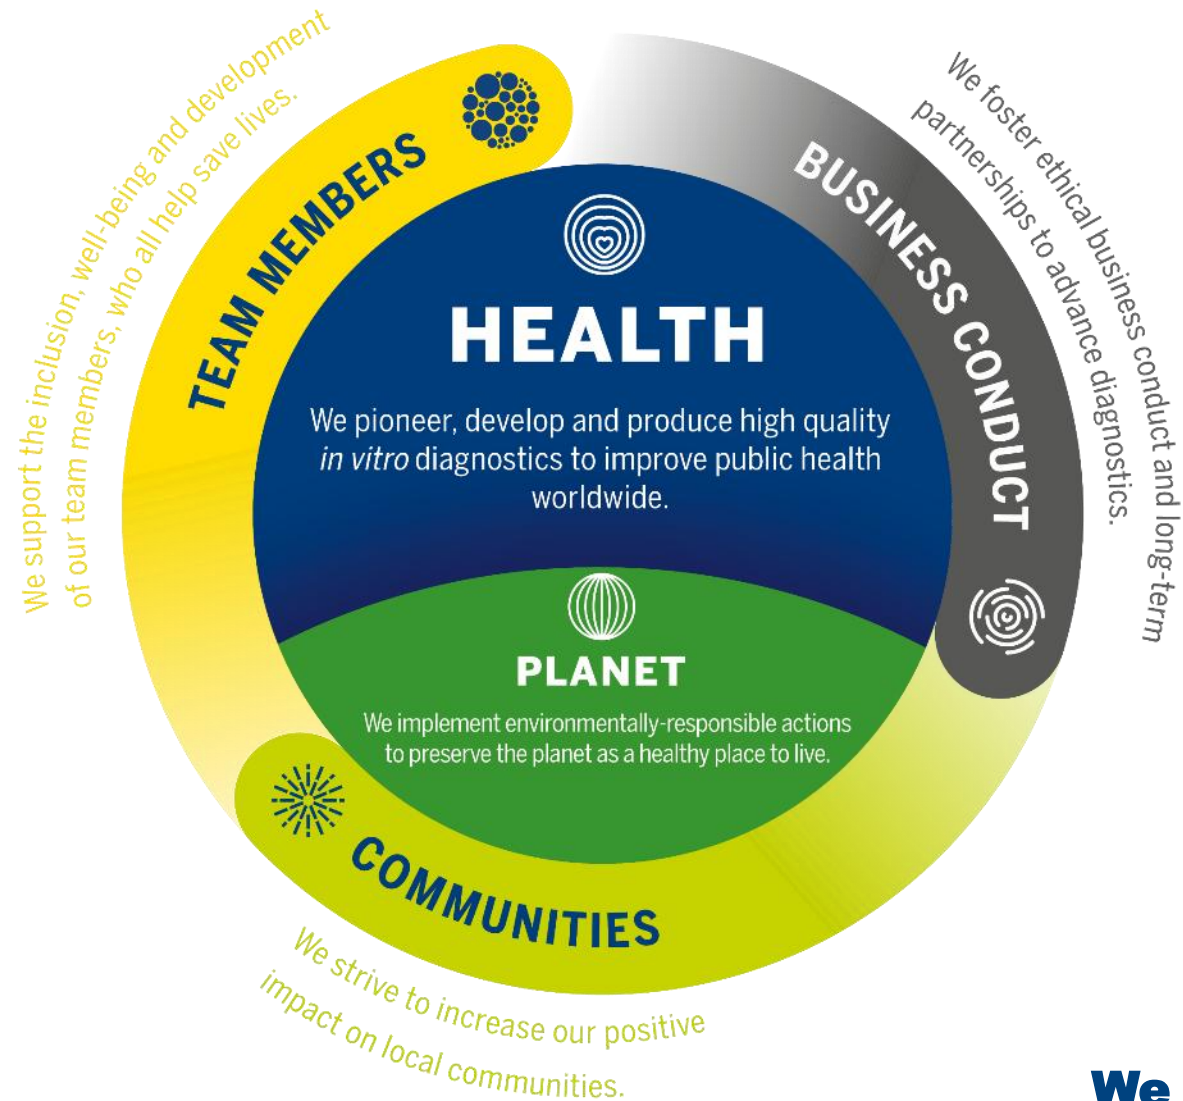 We support the inclusion, well-being and development
of our team members, who all help save lives.
TEAM MEMBERS
We foster ethical business conduct and long-term
partnerships to advance diagnostics.
BUSINESS CONDUCT
HEALTH
We pioneer, develop and produce high quality
in vitro diagnostics to improve public health
worldwide.
PLANET
We implement environmentally-responsible actions
to preserve the planet as a healthy place to live.
COMMUNITIES
We strive to increase our positive
impact on local communities.
We